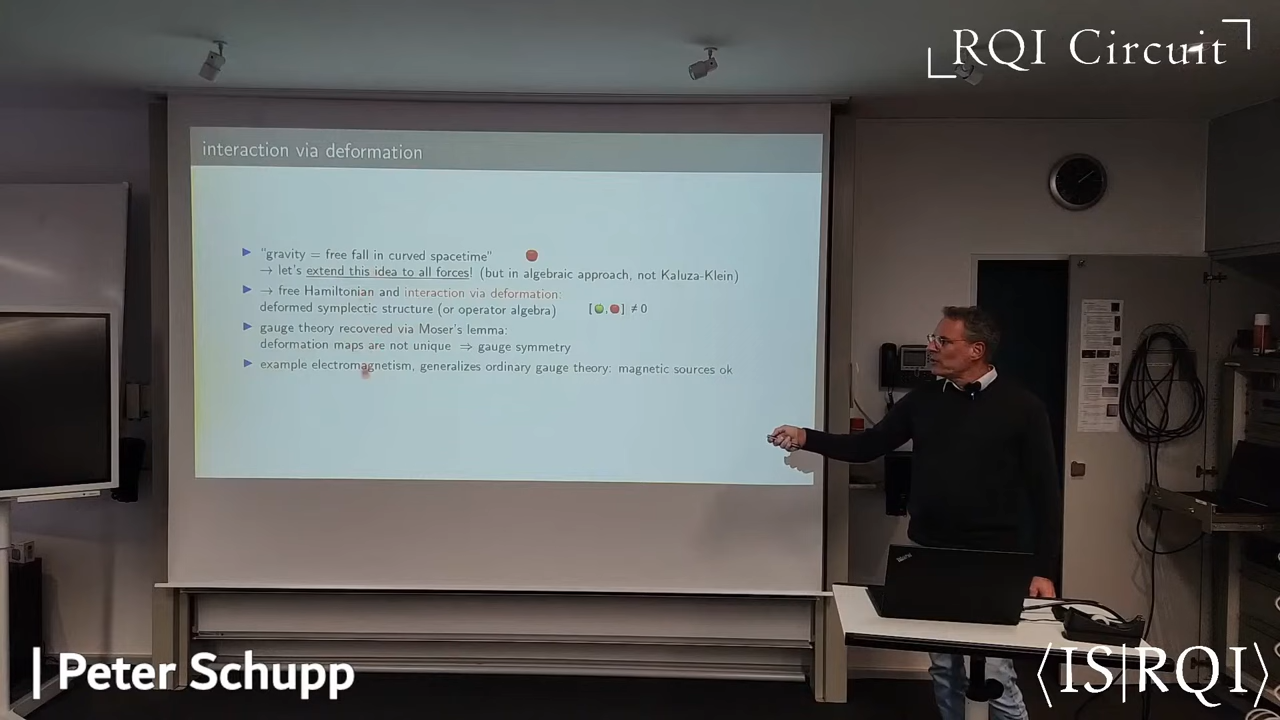 RQI Circuit
interaction via deformation
"gravity = free fall in curved spacetime"
→ let's extend this idea to all forces! (but in algebraic approach, not Kaluza-Klein)
→ free Hamiltonian and interaction via deformation:
deformed symplectic structure (or operator algebra) [ , ] ≠ 0
gauge theory recovered via Moser's lemma:
deformation maps are not unique ⇒ gauge symmetry
example electromagnetism, generalizes ordinary gauge theory: magnetic sources ok
| Peter Schupp
⟨IS|RQI⟩